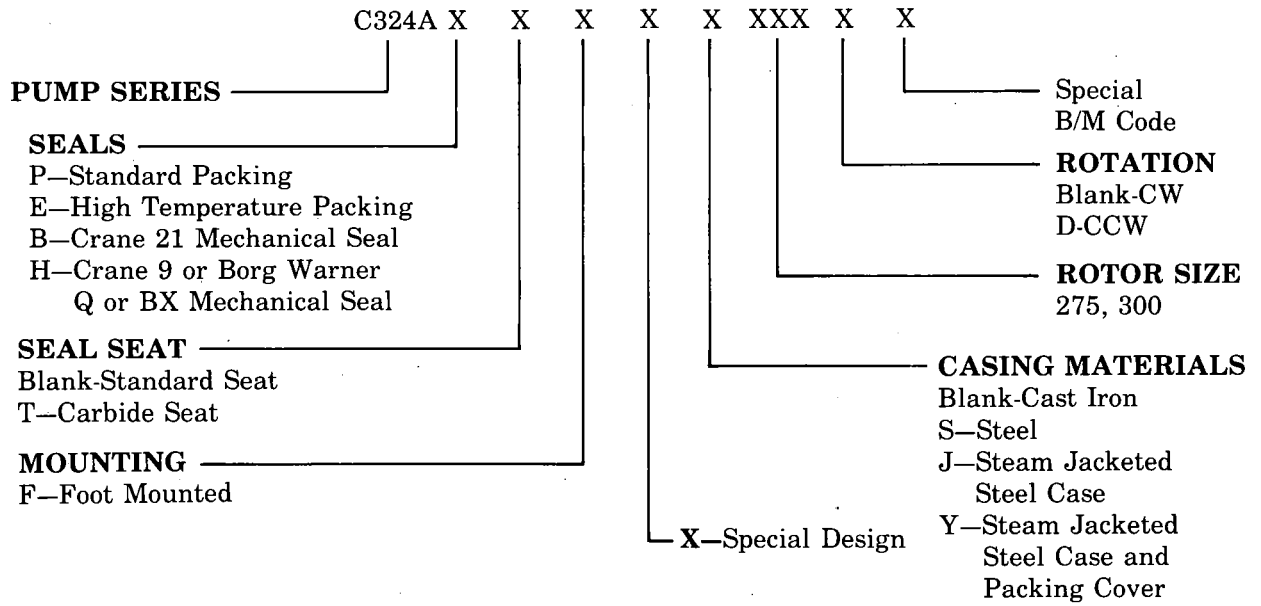 C324A X X X X X XXX X X
PUMP SERIES
SEALS
P—Standard Packing
E—High Temperature Packing
B—Crane 21 Mechanical Seal
H—Crane 9 or Borg Warner
Q or BX Mechanical Seal
SEAL SEAT
Blank-Standard Seat
T—Carbide Seat
MOUNTING
F—Foot Mounted
X—Special Design
Special
B/M Code
ROTATION
Blank-CW
D-CCW
ROTOR SIZE
275, 300
CASING MATERIALS
Blank-Cast Iron
S—Steel
J—Steam Jacketed
Steel Case
Y—Steam Jacketed
Steel Case and
Packing Cover